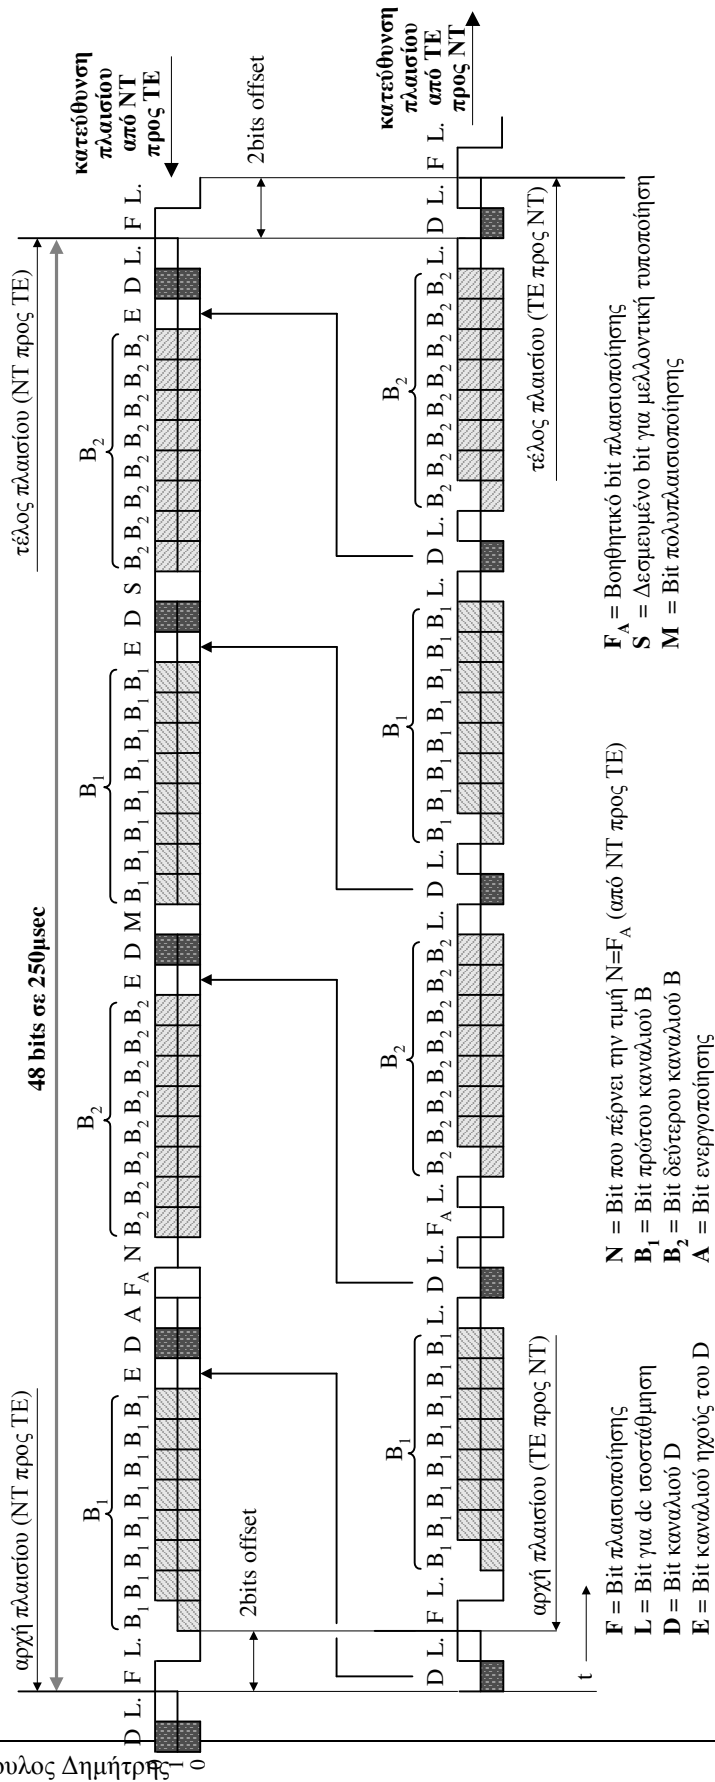 κατεύθυνση
πλαισίου
από NT
προς TE
τέλος πλαισίου (NT προς TE)
αρχή πλαισίου (NT προς TE)
48 bits σε 250μsec
B1 B2 B1 B2
D L. F L. B1 B1 B1 B1 B1 B1 B1 B1 E D A FA N B2 B2 B2 B2 B2 B2 B2 B2 E D M B1 B1 B1 B1 B1 B1 B1 B1 E D S B2 B2 B2 B2 B2 B2 B2 B2 E D L. F L.
0
1
0
2bits offset
2bits offset
κατεύθυνση
πλαισίου
από TE
προς NT
B1 B2 B1 B2
D L. F L. B1 B1 B1 B1 B1 B1 B1 B1 L. D L. FA L. B2 B2 B2 B2 B2 B2 B2 B2 L. D L. B1 B1 B1 B1 B1 B1 B1 B1 L. D L. B2 B2 B2 B2 B2 B2 B2 B2 L. D L. F L.
αρχή πλαισίου (TE προς NT)
τέλος πλαισίου (TE προς NT)
t
F = Bit πλαισιοποίησης
L = Bit για dc ισοστάθμηση
D = Bit καναλιού D
E = Bit καναλιού ηχούς του D
N = Bit που πέρνει την τιμή N=FA (από NT προς TE)
B1 = Bit πρώτου καναλιού B
B2 = Bit δεύτερου καναλιού B
A = Bit ενεργοποίησης
FA = Βοηθητικό bit πλαισιοποίησης
S = Δεσμευμένο bit για μελλοντική τυποποίηση
M = Bit πολυπλαισιοποίησης
υλος Δημήτρης